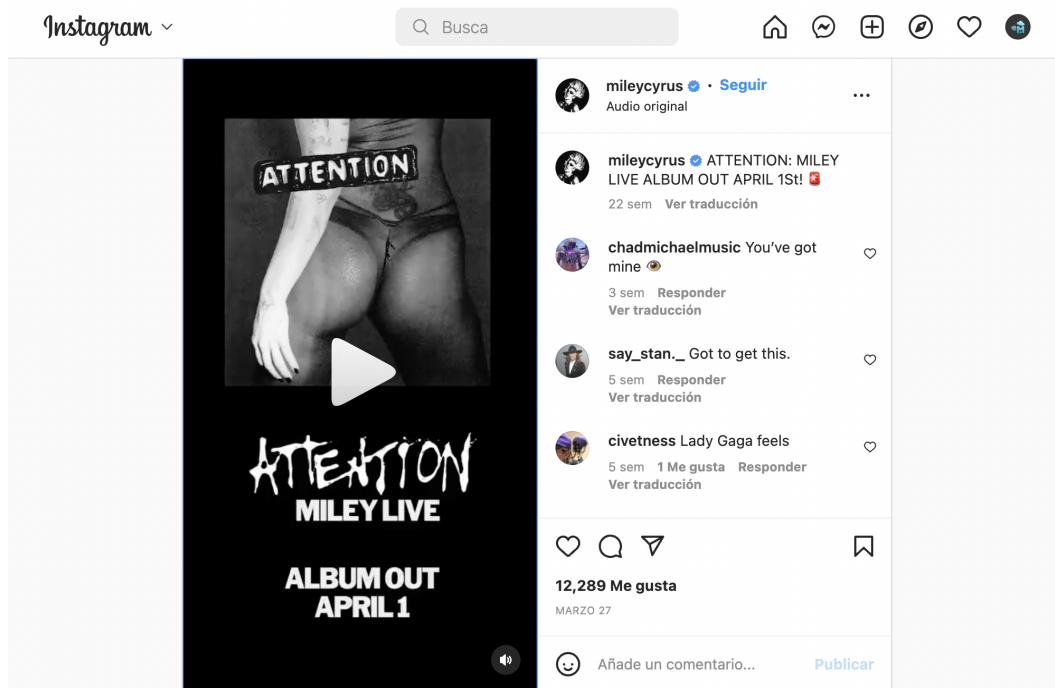 Instagram
Busca
ATTENTION
ATTENTION
MILEY LIVE
ALBUM OUT
APRIL 1
mileycyrus • Seguir
Audio original
mileycyrus ATTENTION: MILEY
LIVE ALBUM OUT APRIL 1St! 🚨
22 sem Ver traducción
chadmichaelmusic You’ve got
mine 👁️
3 sem Responder
Ver traducción
say_stan._ Got to get this.
5 sem Responder
Ver traducción
civetness Lady Gaga feels
5 sem 1 Me gusta Responder
Ver traducción
12,289 Me gusta
MARZO 27
Añade un comentario... Publicar